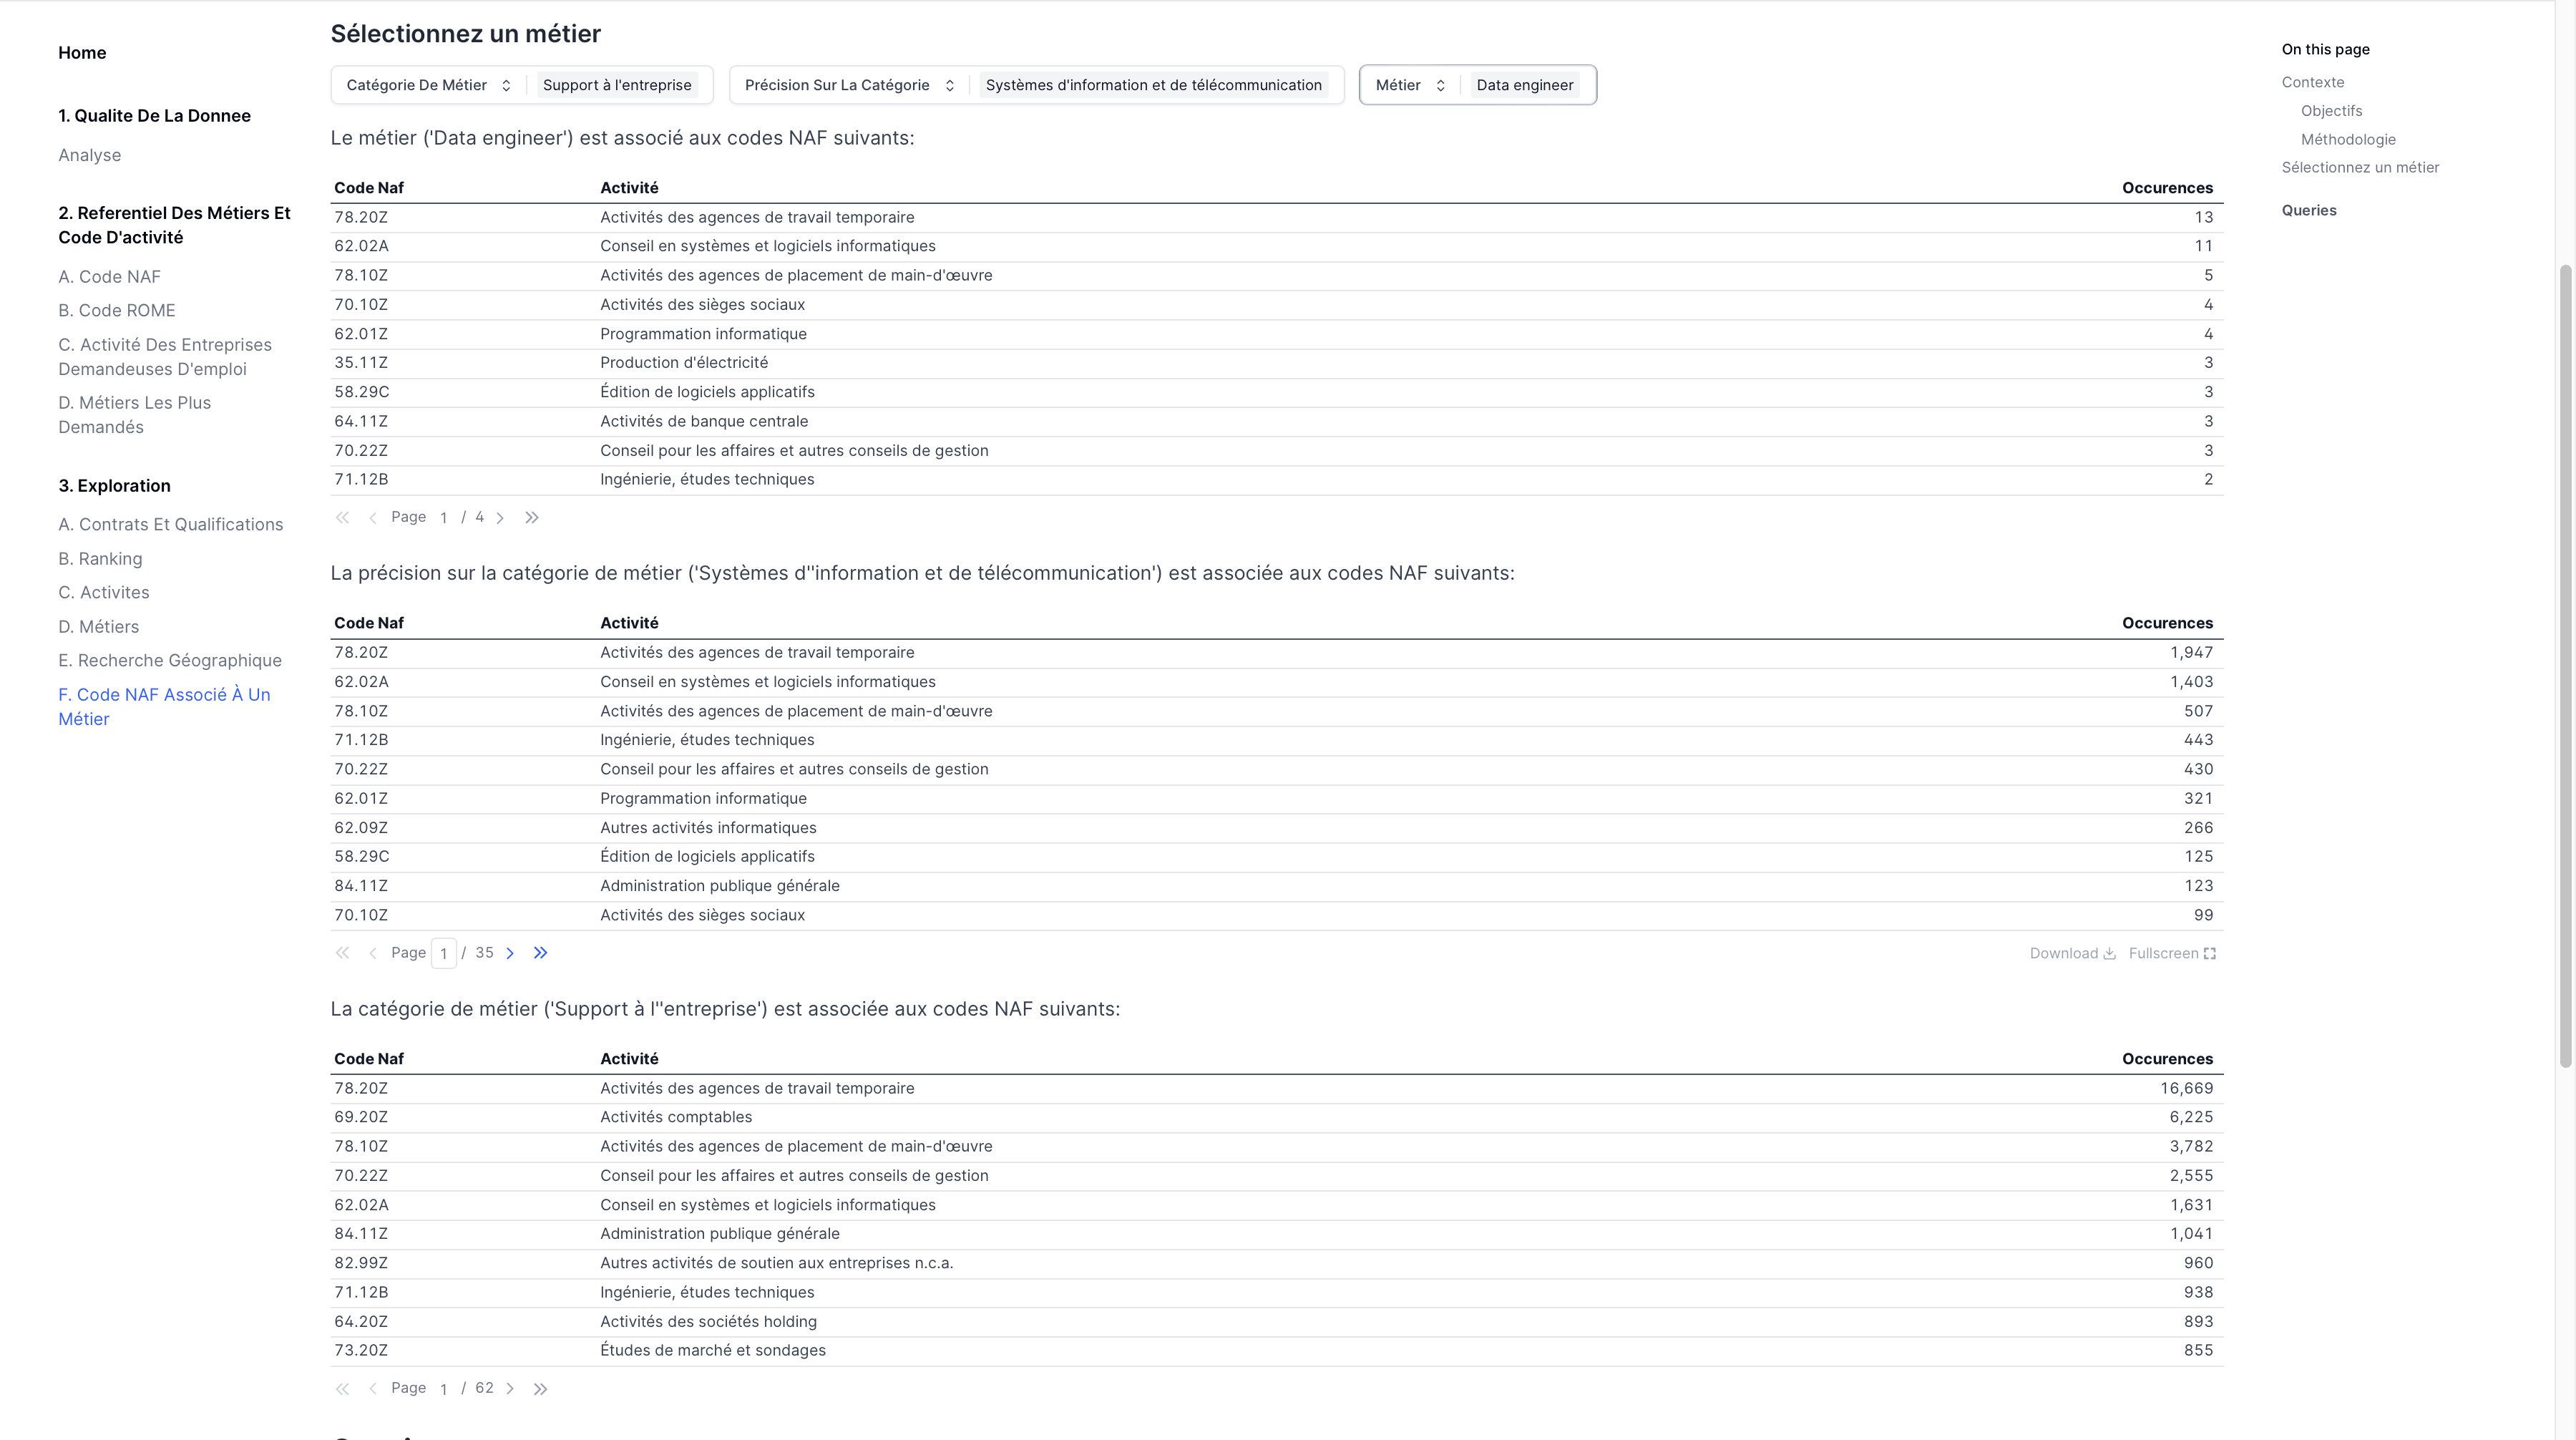 Home
1. Qualite De La Donnee
Analyse
2. Referentiel Des Métiers Et
Code D'activité
A. Code NAF
B. Code ROME
C. Activité Des Entreprises
Demandeuses D'emploi
D. Métiers Les Plus
Demandés
3. Exploration
A. Contrats Et Qualifications
B. Ranking
C. Activites
D. Métiers
E. Recherche Géographique
F. Code NAF Associé À Un
Métier
Sélectionnez un métier
Catégorie De Métier Support à l'entreprise Précision Sur La Catégorie Systèmes d'information et de télécommunication Métier Data engineer
Le métier ('Data engineer') est associé aux codes NAF suivants:
Code Naf Activité Occurences
78.20Z Activités des agences de travail temporaire 13
62.02A Conseil en systèmes et logiciels informatiques 11
78.10Z Activités des agences de placement de main-d'œuvre 5
70.10Z Activités des sièges sociaux 4
62.01Z Programmation informatique 4
35.11Z Production d'électricité 3
58.29C Édition de logiciels applicatifs 3
64.11Z Activités de banque centrale 3
70.22Z Conseil pour les affaires et autres conseils de gestion 3
71.12B Ingénierie, études techniques 2
Page 1 / 4
La précision sur la catégorie de métier ('Systèmes d''information et de télécommunication') est associée aux codes NAF suivants:
Code Naf Activité Occurences
78.20Z Activités des agences de travail temporaire 1,947
62.02A Conseil en systèmes et logiciels informatiques 1,403
78.10Z Activités des agences de placement de main-d'œuvre 507
71.12B Ingénierie, études techniques 443
70.22Z Conseil pour les affaires et autres conseils de gestion 430
62.01Z Programmation informatique 321
62.09Z Autres activités informatiques 266
58.29C Édition de logiciels applicatifs 125
84.11Z Administration publique générale 123
70.10Z Activités des sièges sociaux 99
Page 1 / 35 Download Fullscreen
La catégorie de métier ('Support à l''entreprise') est associée aux codes NAF suivants:
Code Naf Activité Occurences
78.20Z Activités des agences de travail temporaire 16,669
69.20Z Activités comptables 6,225
78.10Z Activités des agences de placement de main-d'œuvre 3,782
70.22Z Conseil pour les affaires et autres conseils de gestion 2,555
62.02A Conseil en systèmes et logiciels informatiques 1,631
84.11Z Administration publique générale 1,041
82.99Z Autres activités de soutien aux entreprises n.c.a. 960
71.12B Ingénierie, études techniques 938
64.20Z Activités des sociétés holding 893
73.20Z Études de marché et sondages 855
Page 1 / 62
On this page
Contexte
Objectifs
Méthodologie
Sélectionnez un métier
Queries